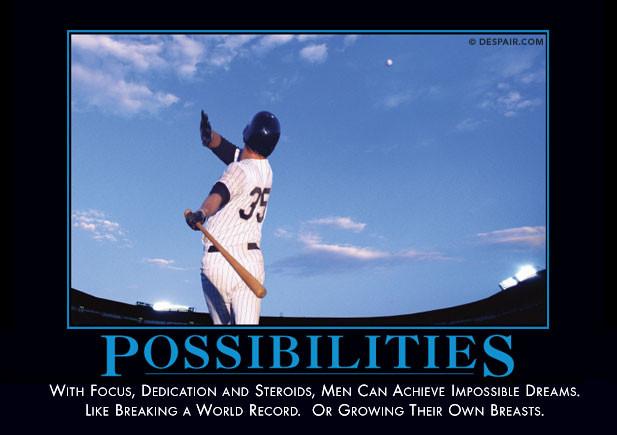 © DESPAIR.COM
35
POSSIBILITIES
WITH FOCUS, DEDICATION AND STEROIDS, MEN CAN ACHIEVE IMPOSSIBLE DREAMS.
LIKE BREAKING A WORLD RECORD. OR GROWING THEIR OWN BREASTS.